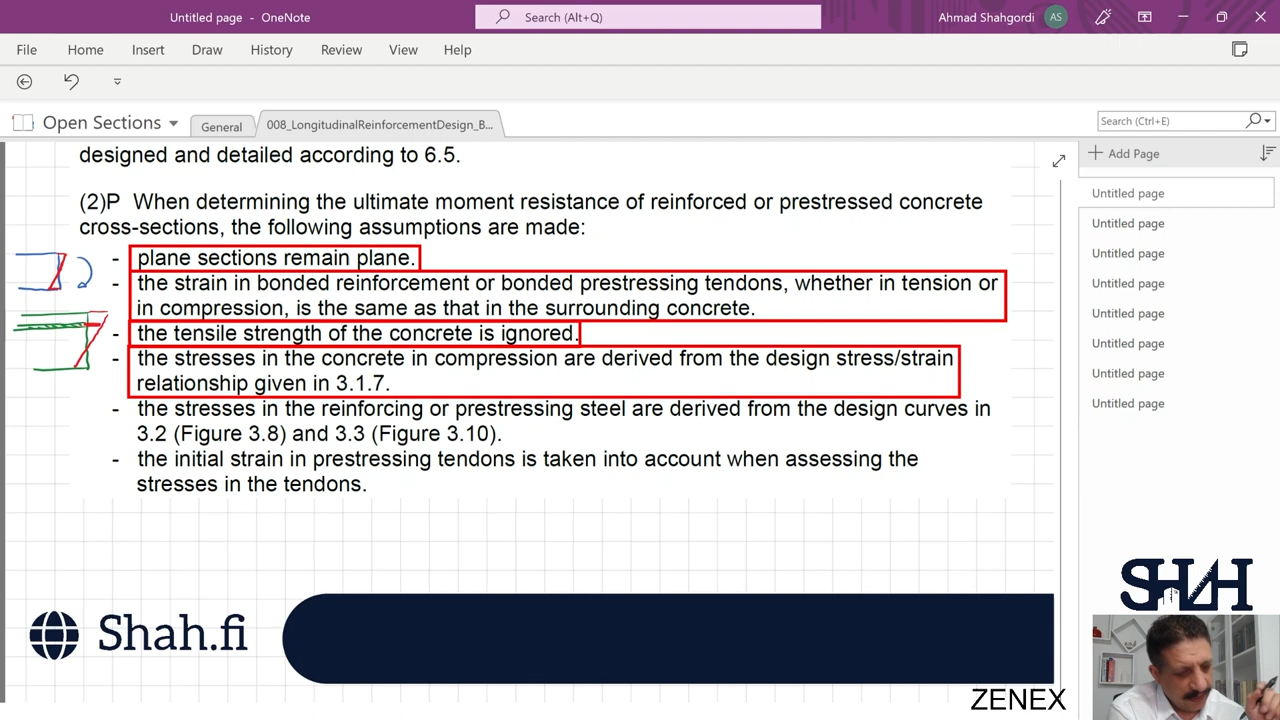 Untitled page - OneNote
Search (Alt+Q)
Ahmad Shahgordi
AS
File Home Insert Draw History Review View Help
Open Sections
General
008_LongitudinalReinforcementDesign_B...
Search (Ctrl+E)
Add Page
Untitled page
Untitled page
Untitled page
Untitled page
Untitled page
Untitled page
Untitled page
Untitled page
designed and detailed according to 6.5.
(2)P When determining the ultimate moment resistance of reinforced or prestressed concrete
cross-sections, the following assumptions are made:
- plane sections remain plane.
- the strain in bonded reinforcement or bonded prestressing tendons, whether in tension or
in compression, is the same as that in the surrounding concrete.
- the tensile strength of the concrete is ignored.
- the stresses in the concrete in compression are derived from the design stress/strain
relationship given in 3.1.7.
- the stresses in the reinforcing or prestressing steel are derived from the design curves in
3.2 (Figure 3.8) and 3.3 (Figure 3.10).
- the initial strain in prestressing tendons is taken into account when assessing the
stresses in the tendons.
Shah.fi
SHAH
ZENEX